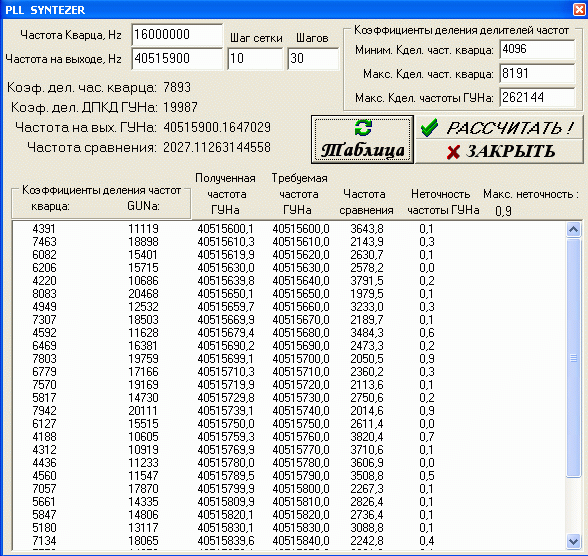 PLL SYNTEZER
Частота Кварца, Hz 16000000 Шаг сетки Шагов
Частота на выходе, Hz 40515900 10 30
Коэффициенты деления делителей частот
Миним. Кдел. част. кварца: 4096
Макс. Кдел. част. кварца: 8191
Макс. Кдел. частоты ГУНа: 262144
Коэф. дел. час. кварца: 7893
Коэф. дел. ДПКД ГУНа: 19987
Частота на вых. ГУНа: 40515900.1647029
Частота сравнения: 2027.11263144558
Таблица
РАССЧИТАТЬ !
ЗАКРЫТЬ
Коэффициенты деления частот
кварца: GUNa:
Полученная частота ГУНа
Требуемая частота ГУНа
Частота сравнения
Неточность частоты ГУНа
Макс. неточность :
0,9
4391 11119 40515600,1 40515600,0 3643,8 0,1
7463 18898 40515610,3 40515610,0 2143,9 0,3
6082 15401 40515619,9 40515620,0 2630,7 0,1
6206 15715 40515630,0 40515630,0 2578,2 0,0
4220 10686 40515639,8 40515640,0 3791,5 0,2
8083 20468 40515650,1 40515650,0 1979,5 0,1
4949 12532 40515659,7 40515660,0 3233,0 0,3
7307 18503 40515669,9 40515670,0 2189,7 0,1
4592 11628 40515679,4 40515680,0 3484,3 0,6
6469 16381 40515690,2 40515690,0 2473,3 0,2
7803 19759 40515699,1 40515700,0 2050,5 0,9
6779 17166 40515710,3 40515710,0 2360,2 0,3
7570 19169 40515719,9 40515720,0 2113,6 0,1
5817 14730 40515729,8 40515730,0 2750,6 0,2
7942 20111 40515739,1 40515740,0 2014,6 0,9
6127 15515 40515750,0 40515750,0 2611,4 0,0
4188 10605 40515759,3 40515760,0 3820,4 0,7
4312 10919 40515769,9 40515770,0 3710,6 0,1
4436 11233 40515780,0 40515780,0 3606,9 0,0
4560 11547 40515789,5 40515790,0 3508,8 0,5
7057 17870 40515799,9 40515800,0 2267,3 0,1
5661 14335 40515809,9 40515810,0 2826,4 0,1
5847 14806 40515820,1 40515820,0 2736,4 0,1
5180 13117 40515830,1 40515830,0 3088,8 0,1
7134 18065 40515839,6 40515840,0 2242,8 0,4